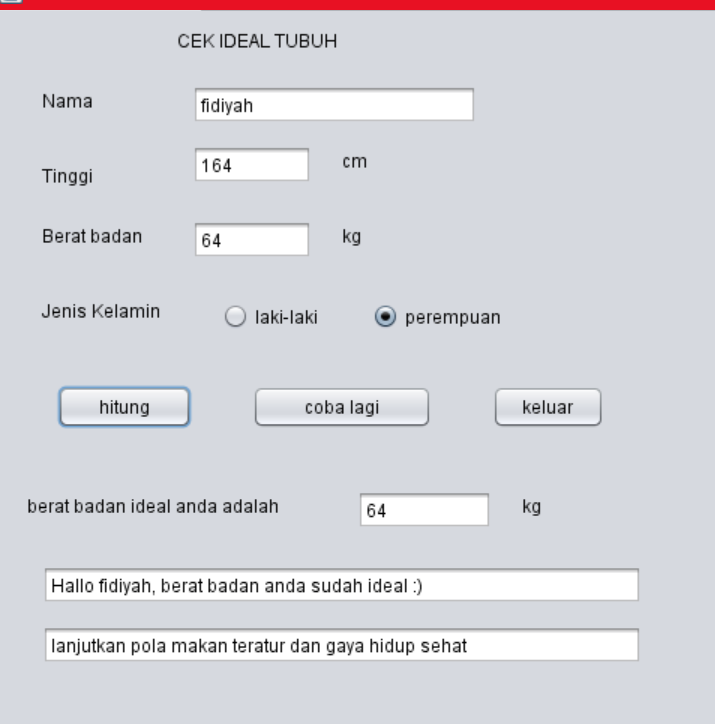 CEK IDEAL TUBUH
Nama fidiyah
Tinggi 164 cm
Berat badan 64 kg
Jenis Kelamin laki-laki perempuan
hitung coba lagi keluar
berat badan ideal anda adalah 64 kg
Hallo fidiyah, berat badan anda sudah ideal :)
lanjutkan pola makan teratur dan gaya hidup sehat